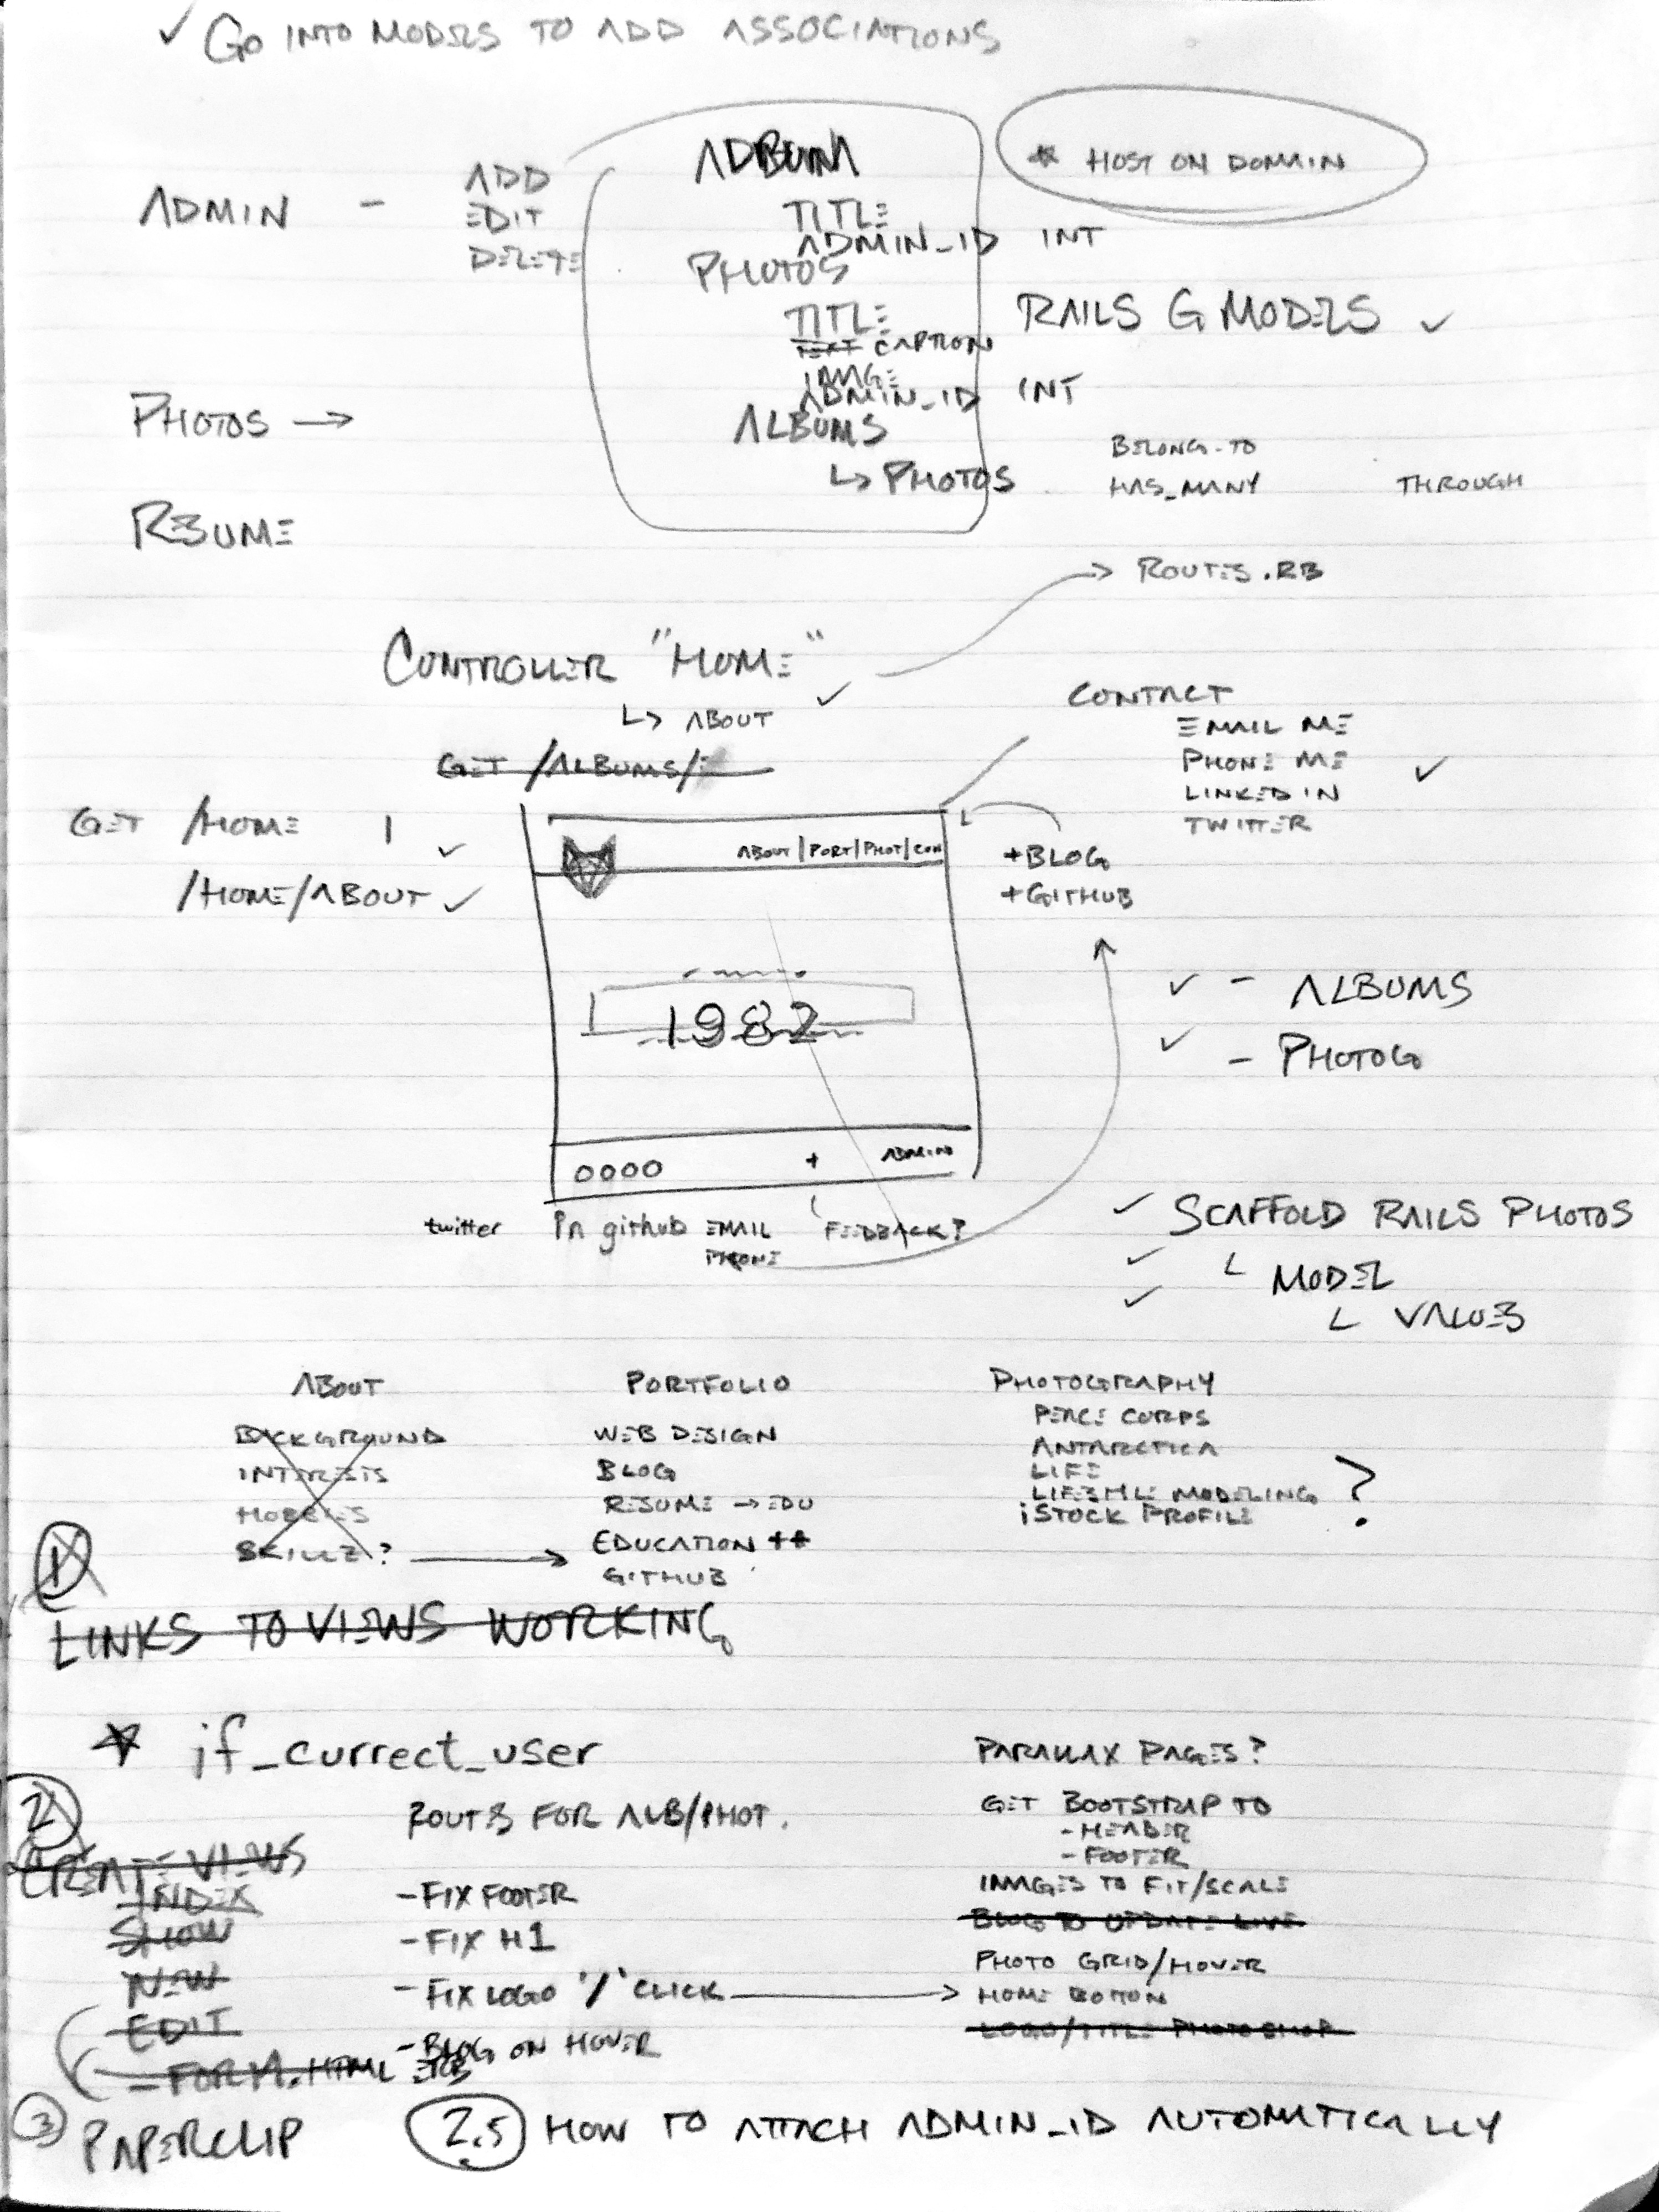 ✓ GO INTO MODELS TO ADD ASSOCIATIONS
* HOST ON DOMAIN
ADMIN - ADD
EDIT
DELETE
ALBUM
TITLE
ADMIN_ID INT
PHOTOS
TITLE
TEXT CAPTION
IMAGE
ADMIN_ID INT
ALBUMS
↳ PHOTOS
RAILS G MODELS ✓
PHOTOS →
RESUME
BELONG-TO
HAS_MANY THROUGH
→ ROUTES.RB
CONTROLLER "HOME"
↳ ABOUT ✓
GET /ALBUMS/
GET /HOME | ✓
/HOME/ABOUT ✓
CONTACT
EMAIL ME
PHONE ME ✓
LINKED IN
TWITTER
+BLOG
+GITHUB
ABOUT|PORT|PHOT|CON
1982
OOOO + ADMIN
twitter in github EMAIL FEEDBACK?
PHONE
✓ - ALBUMS
✓ - PHOTOG
✓ SCAFFOLD RAILS PHOTOS
✓ └ MODEL
✓ └ VALUES
ABOUT
BACKGROUND
INTERESTS
HOBBIES
SKILLZ? →
PORTFOLIO
WEB DESIGN
BLOG
RESUME → EDU
EDUCATION ++
GITHUB
PHOTOGRAPHY
PEACE CORPS
ANTARCTICA
LIFE
LIFESTYLE MODELING ?
iSTOCK PROFILE
1
LINKS TO VIEWS WORKING
★ if_currect_user
2
CREATE VIEWS
INDEX
SHOW
NEW
EDIT
_FORM.HTML ERB
ROUTES FOR ALB/PHOT.
-FIX FOOTER
-FIX H1
-FIX LOGO '/' CLICK →
-BLOG ON HOVER
PARALLAX PAGES?
GET BOOTSTRAP TO
-HEADER
-FOOTER
IMAGES TO FIT/SCALE
BLOG TO UPDATE LIVE
PHOTO GRID/HOVER
HOME BOTTON
LOGO/TITLE PHOTOSHOP
3 PAPERCLIP
2.5 HOW TO ATTACH ADMIN_ID AUTOMATICALLY